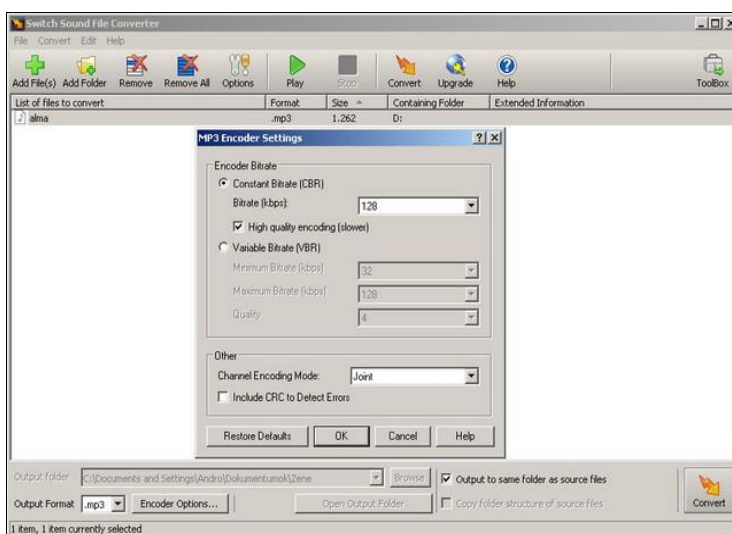 Switch Sound File Converter
File Convert Edit Help
Add File(s) Add Folder Remove Remove All Options Play Stop Convert Upgrade Help ToolBox
List of files to convert Format Size Containing Folder Extended Information
alma .mp3 1.262 D:
MP3 Encoder Settings
Encoder Bitrate
Constant Bitrate (CBR)
Bitrate (kbps): 128
High quality encoding (slower)
Variable Bitrate (VBR)
Minimum Bitrate (kbps) 32
Maximum Bitrate (kbps) 128
Quality 4
Other
Channel Encoding Mode: Joint
Include CRC to Detect Errors
Restore Defaults OK Cancel Help
Output folder C:\Documents and Settings\Andro\Dokumentumok\Zene Browse Output to same folder as source files
Output Format .mp3 Encoder Options... Open Output Folder Copy folder structure of source files Convert
1 item, 1 item currently selected